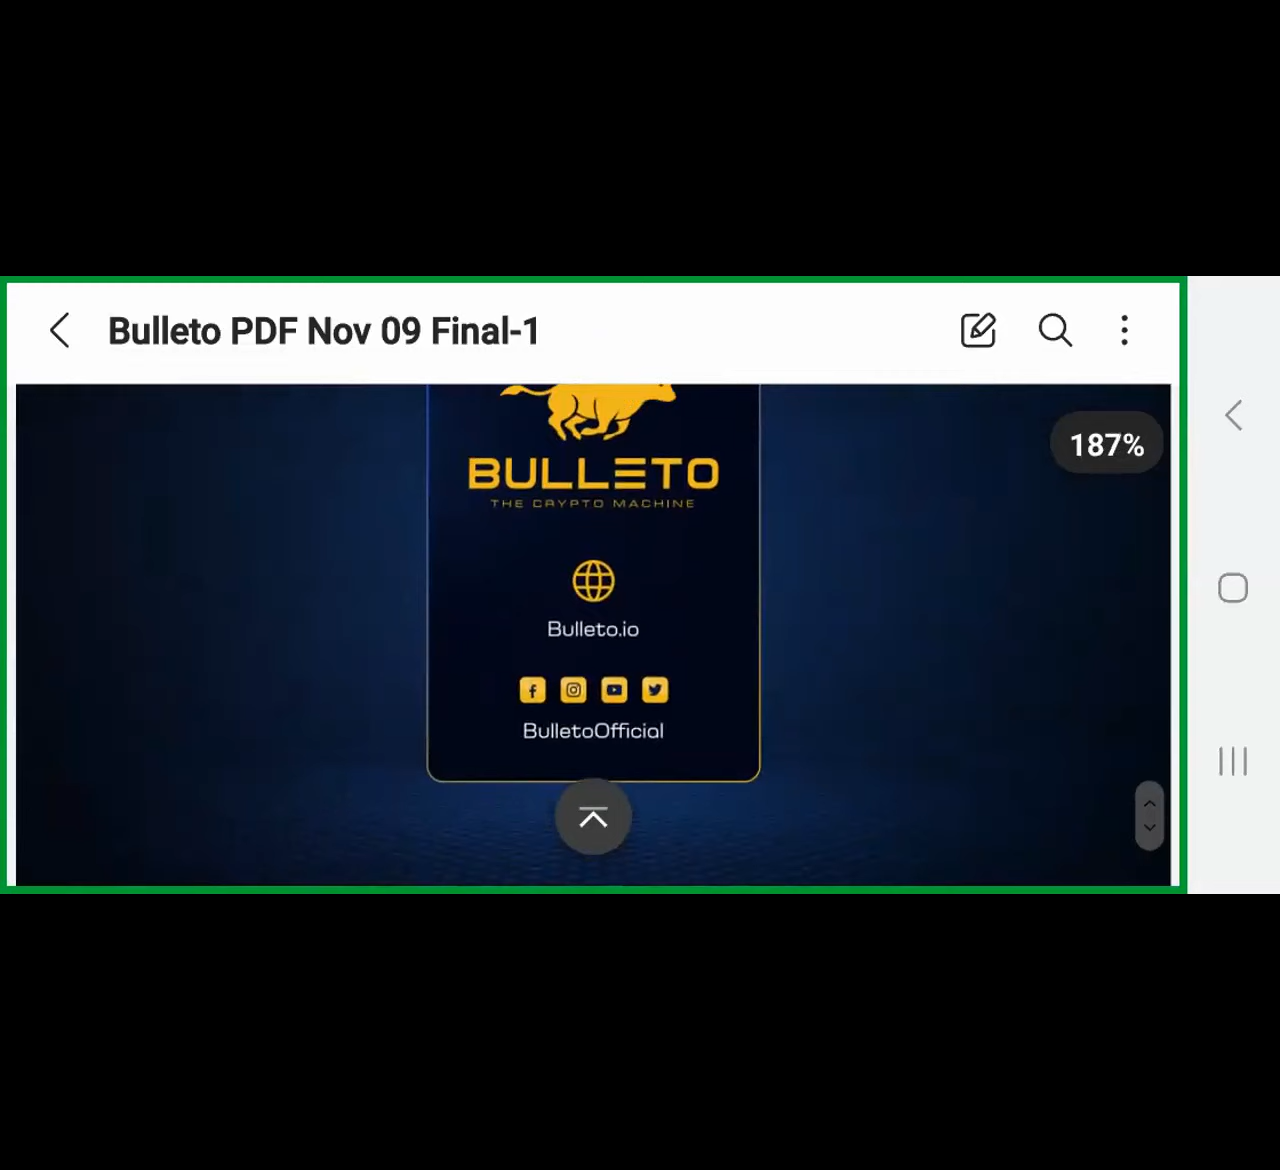 Bulleto PDF Nov 09 Final-1
187%
BULLETO
THE CRYPTO MACHINE
Bulleto.io
BulletoOfficial